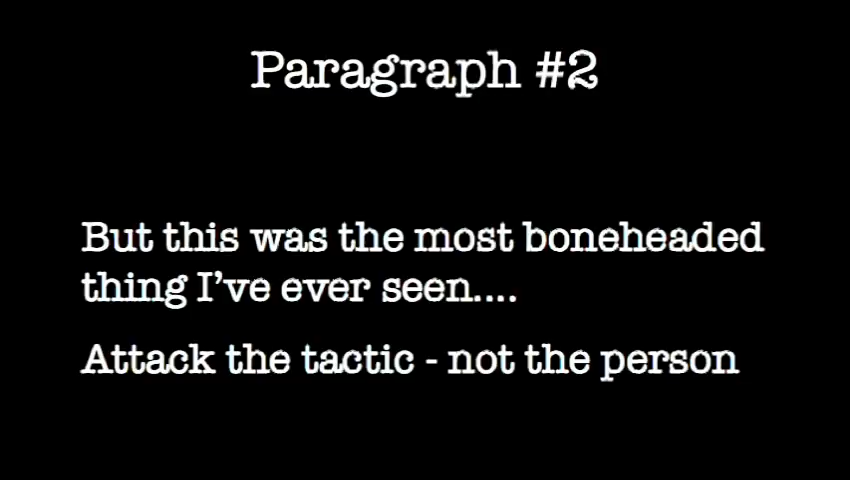 Paragraph #2
But this was the most boneheaded
thing I’ve ever seen....
Attack the tactic - not the person